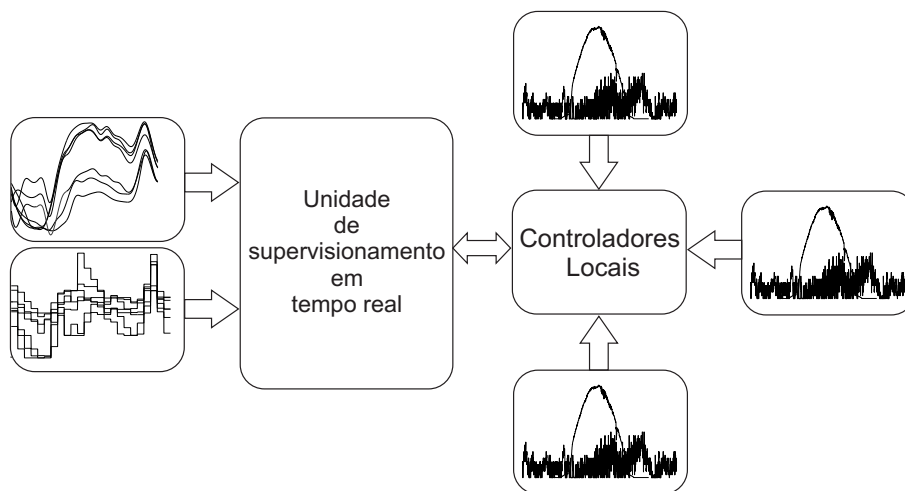 Unidade
de
supervisionamento
em
tempo real
Controladores
Locais